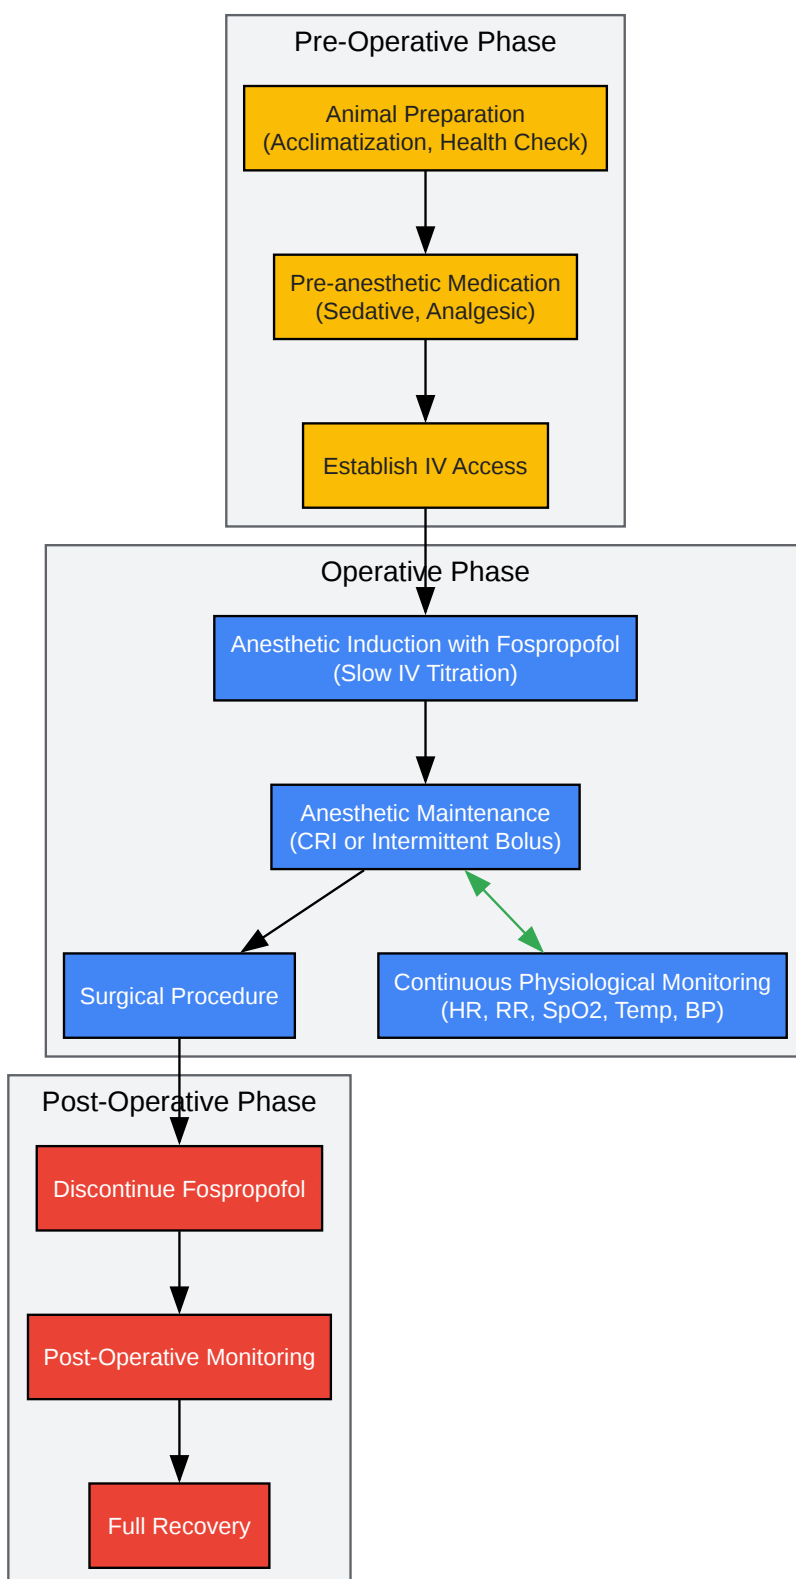 Pre-Operative Phase
Animal Preparation
(Acclimatization, Health Check)
Pre-anesthetic Medication
(Sedative, Analgesic)
Establish IV Access
Operative Phase
Anesthetic Induction with Fospropofol
(Slow IV Titration)
Anesthetic Maintenance
(CRI or Intermittent Bolus)
Surgical Procedure
Continuous Physiological Monitoring
(HR, RR, SpO2, Temp, BP)
Post-Operative Phase
Discontinue Fospropofol
Post-Operative Monitoring
Full Recovery